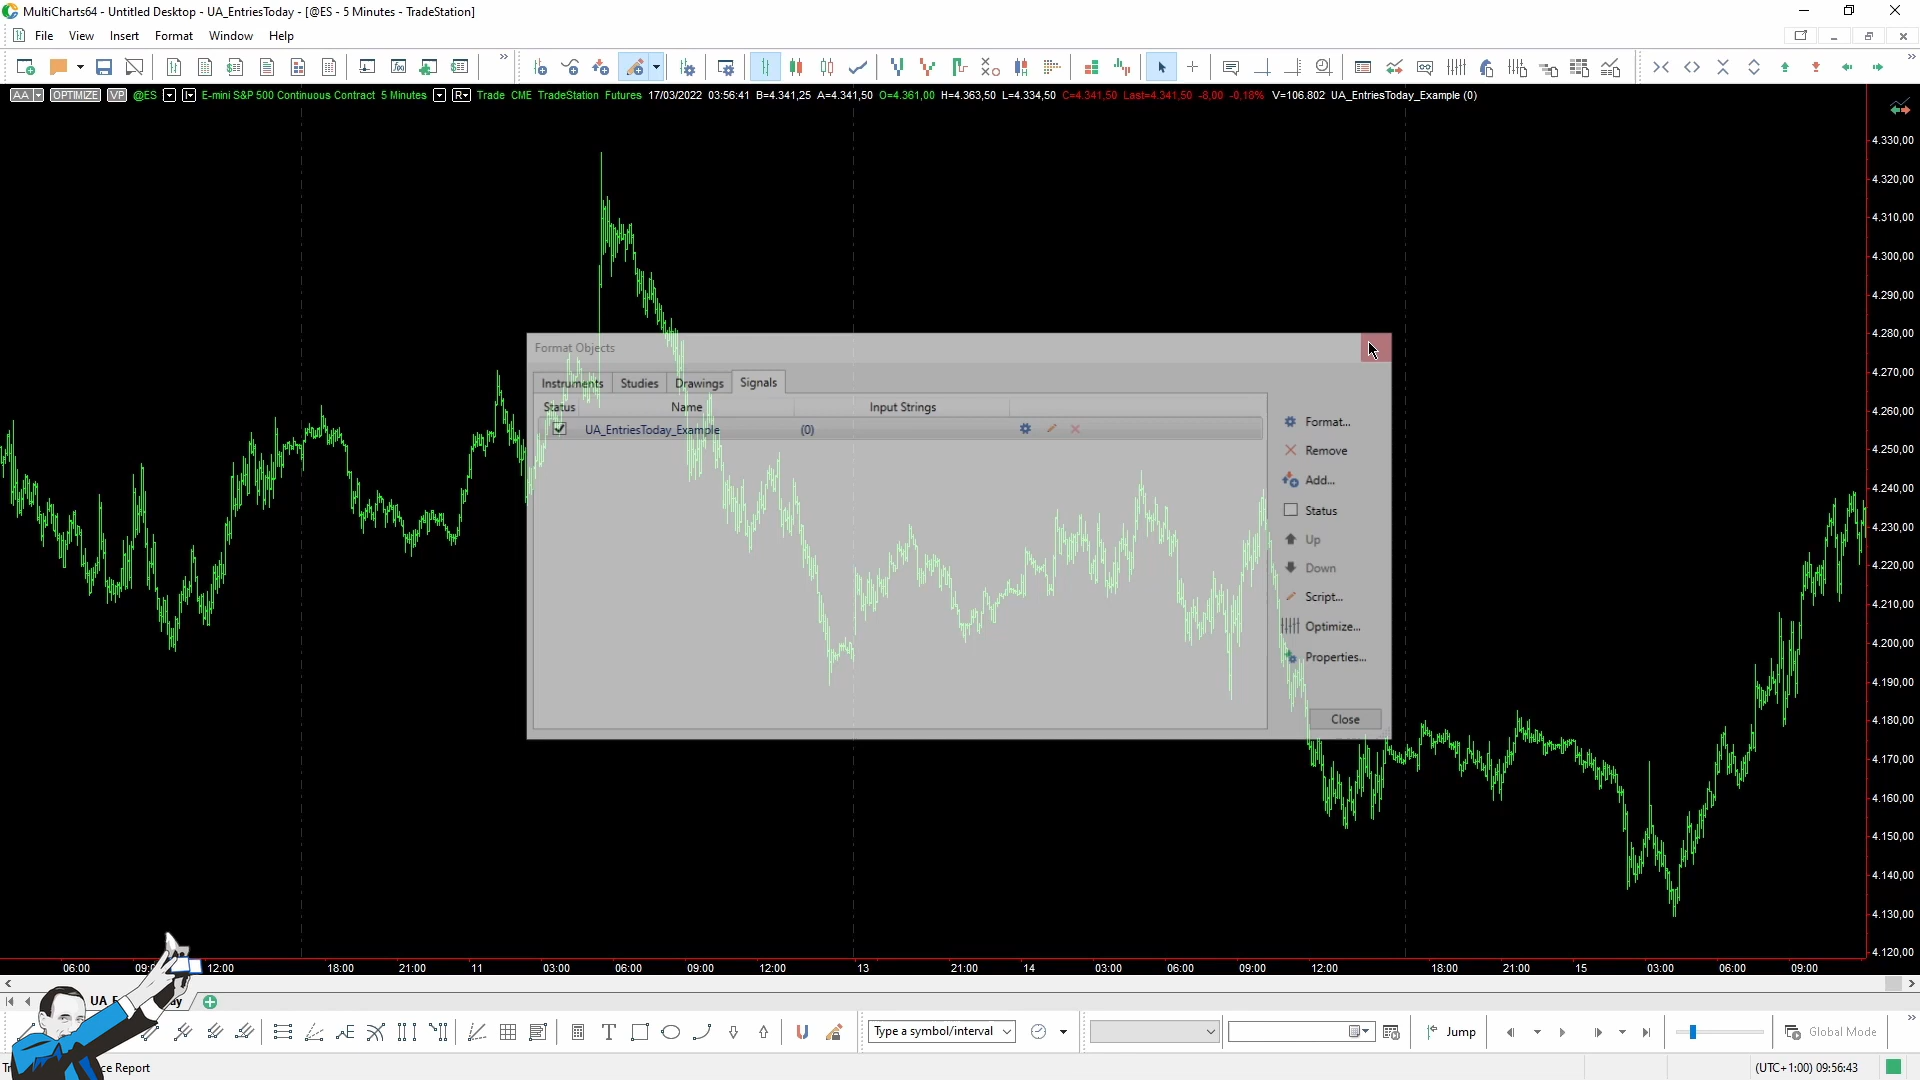 MultiCharts64 - Untitled Desktop - UA_EntriesToday - [@ES - 5 Minutes - TradeStation]
File View Insert Format Window Help
AA OPTIMIZE VP @ES E-mini S&P 500 Continuous Contract 5 Minutes R Trade CME TradeStation Futures 17/03/2022 03:56:41 B=4.341,25 A=4.341,50 O=4.361,00 H=4.363,50 L=4.334,50 C=4.341,50 Last=4.341,50 -8,00 -0,18% V=106.802 UA_EntriesToday_Example (0)
4.330,00
4.320,00
4.310,00
4.300,00
4.290,00
4.280,00
4.270,00
4.260,00
4.250,00
4.240,00
4.230,00
4.220,00
4.210,00
4.200,00
4.190,00
4.180,00
4.170,00
4.160,00
4.150,00
4.140,00
4.130,00
4.120,00
Format Objects
Instruments Studies Drawings Signals
Status Name Input Strings
UA_EntriesToday_Example (0)
Format...
Remove
Add...
Status
Up
Down
Script...
Optimize...
Properties...
Close
06:00 12:00 18:00 21:00 11 03:00 06:00 09:00 12:00 13 21:00 14 03:00 06:00 09:00 12:00 18:00 21:00 15 03:00 06:00 09:00
UA
Type a symbol/interval Jump Global Mode
Report (UTC+1:00) 09:56:43